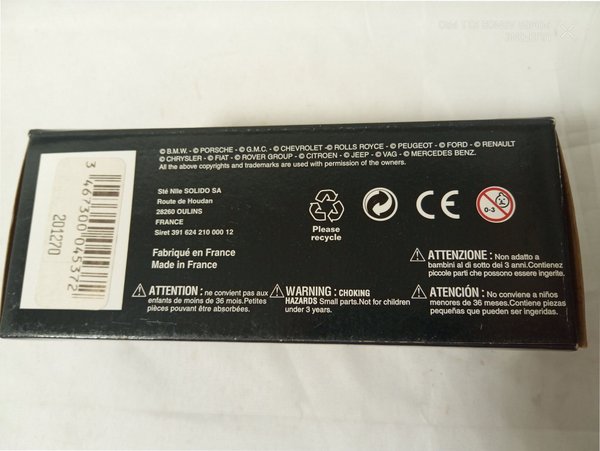 © B.M.W. - © PORSCHE - © G.M.C. - © CHEVROLET - © ROLLS ROYCE - © PEUGEOT - © FORD - © RENAULT
© CHRYSLER - © FIAT - © ROVER GROUP - © CITROEN - © JEEP - © VAG - © MERCEDES BENZ.
All the above copyrights and trademarks are used with permission of the owners.
Sté Nlle SOLIDO SA
Route de Houdan
28260 OULINS
FRANCE
Siret 391 624 210 000 12
Please
recycle
CE
0-3
Fabriqué en France
Made in France
ATTENZIONE : Non adatto a
bambini al di sotto dei 3 anni.Contienet
piccole parti che possono essere ingerite.
ATTENTION : ne convient pas aux
enfants de moins de 36 mois.Petites
pièces pouvant être absorbées.
WARNING : CHOKING
HAZARDS Small parts.Not for children
under 3 years.
ATENCIÓN : No conviene a niños
menores de 36 meses.Contiene piezas
pequeñas que pueden ser ingeridas.
3 467300 045372
201270